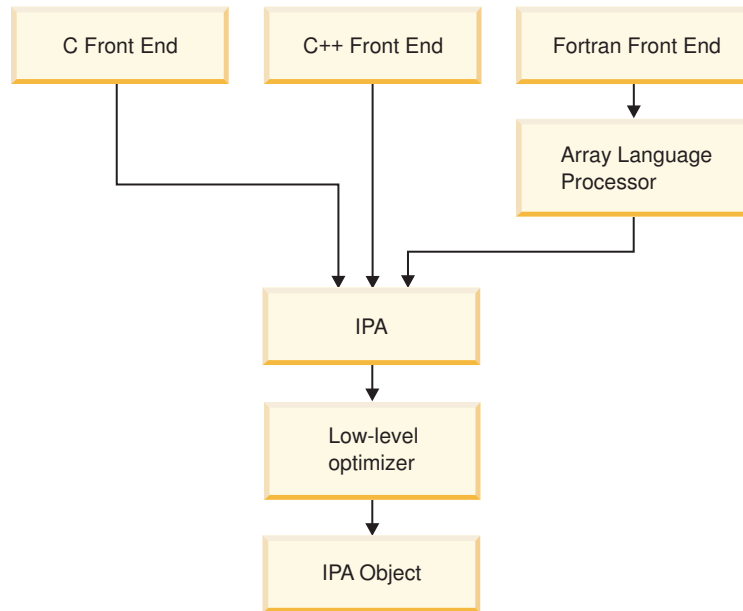 C Front End
C++ Front End
Fortran Front End
Array Language
Processor
IPA
Low-level
optimizer
IPA Object